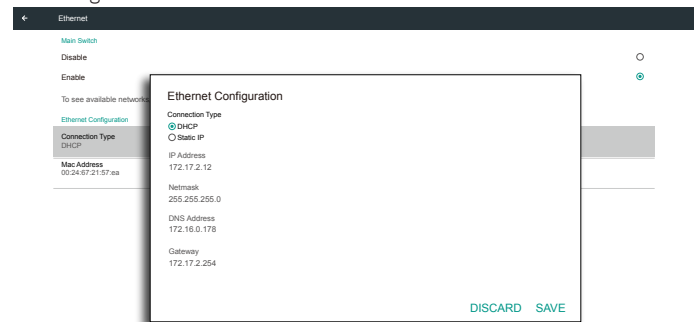 Ethernet
Main Switch
Disable
Enable
To see available networks
Ethernet Configuration
Connection Type
DHCP
Mac Address
00:24:67:21:57:ea
Ethernet Configuration
Connection Type
DHCP
Static IP
IP Address
172.17.2.12
Netmask
255.255.255.0
DNS Address
172.16.0.178
Gateway
172.17.2.254
DISCARD SAVE